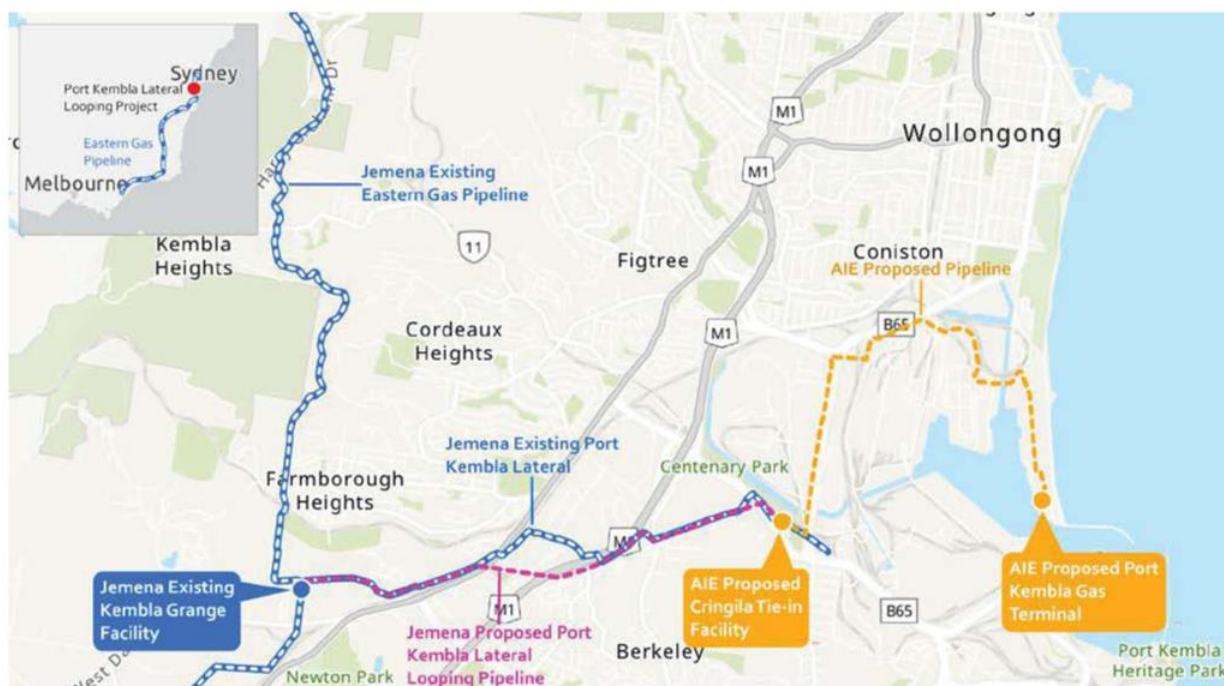 Sydney
Port Kembla Lateral
Looping Project
Eastern Gas
Pipeline
Melbourne
Dr
M1
Wollongong
Jemena Existing
Eastern Gas Pipeline
M1
Kembla
Heights
11
Figtree
Coniston
AIE Proposed Pipeline
Cordeaux
Heights
M1
B65
Jemena Existing Port
Kembla Lateral
Centenary Park
Farmborough
Heights
Jemena Existing
Kembla Grange
Facility
M1
AIE Proposed
Cringila Tie-in
Facility
AIE Proposed Port
Kembla Gas
Terminal
B65
Jemena Proposed Port
Kembla Lateral
Looping Pipeline
Berkeley
Newton Park
West Da
Port Kembla
Heritage Park